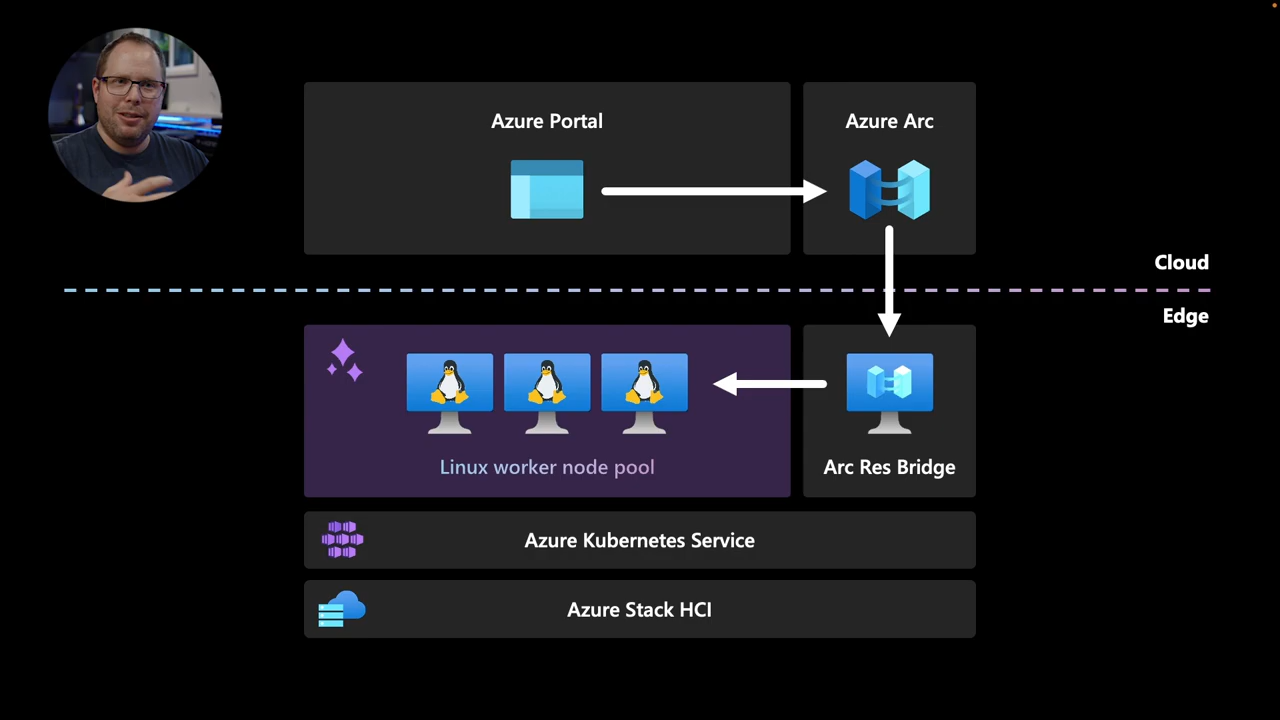 Azure Portal
Azure Arc
Cloud
Edge
Linux worker node pool
Arc Res Bridge
Azure Kubernetes Service
Azure Stack HCI